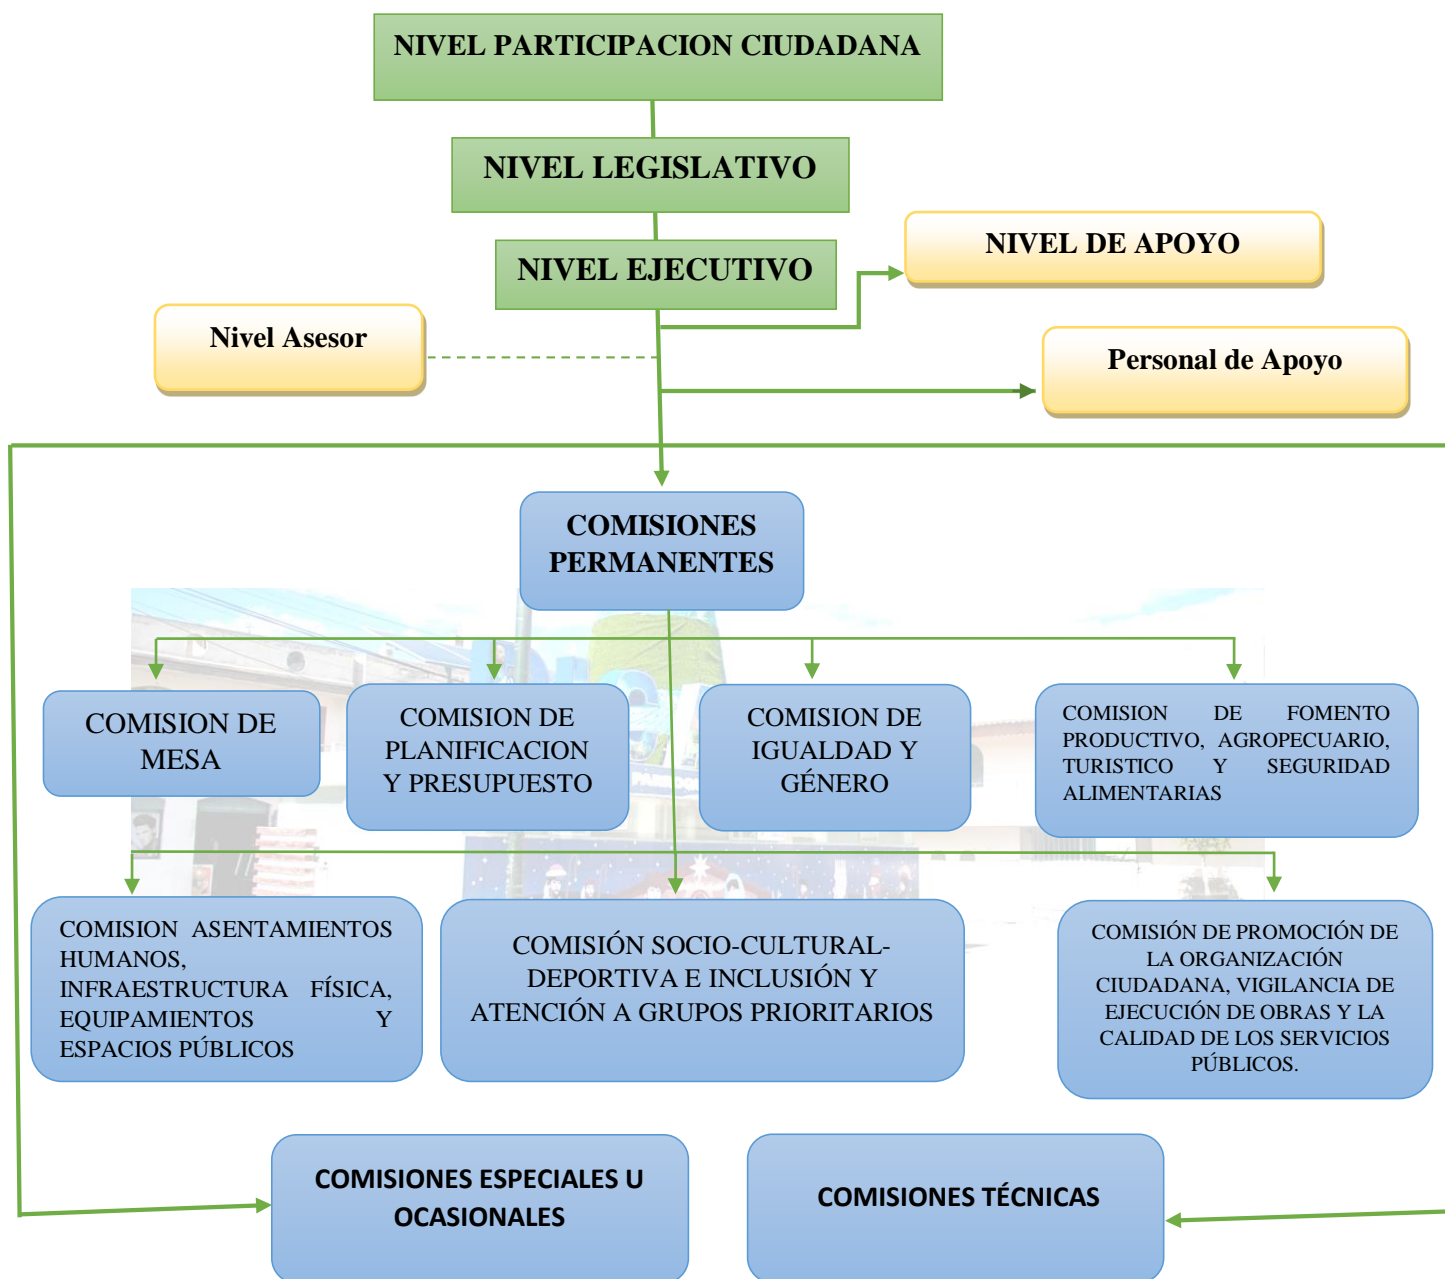 NIVEL PARTICIPACION CIUDADANA
NIVEL LEGISLATIVO
NIVEL EJECUTIVO
NIVEL DE APOYO
Nivel Asesor
Personal de Apoyo
COMISIONES
PERMANENTES
COMISION DE
MESA
COMISION DE
PLANIFICACION
Y PRESUPUESTO
COMISION DE
IGUALDAD Y
GÉNERO
COMISION DE FOMENTO
PRODUCTIVO, AGROPECUARIO,
TURISTICO Y SEGURIDAD
ALIMENTARIAS
COMISION ASENTAMIENTOS
HUMANOS,
INFRAESTRUCTURA FÍSICA,
EQUIPAMIENTOS Y
ESPACIOS PÚBLICOS
COMISIÓN SOCIO-CULTURAL-
DEPORTIVA E INCLUSIÓN Y
ATENCIÓN A GRUPOS PRIORITARIOS
COMISIÓN DE PROMOCIÓN DE
LA ORGANIZACIÓN
CIUDADANA, VIGILANCIA DE
EJECUCIÓN DE OBRAS Y LA
CALIDAD DE LOS SERVICIOS
PÚBLICOS.
COMISIONES ESPECIALES U
OCASIONALES
COMISIONES TÉCNICAS